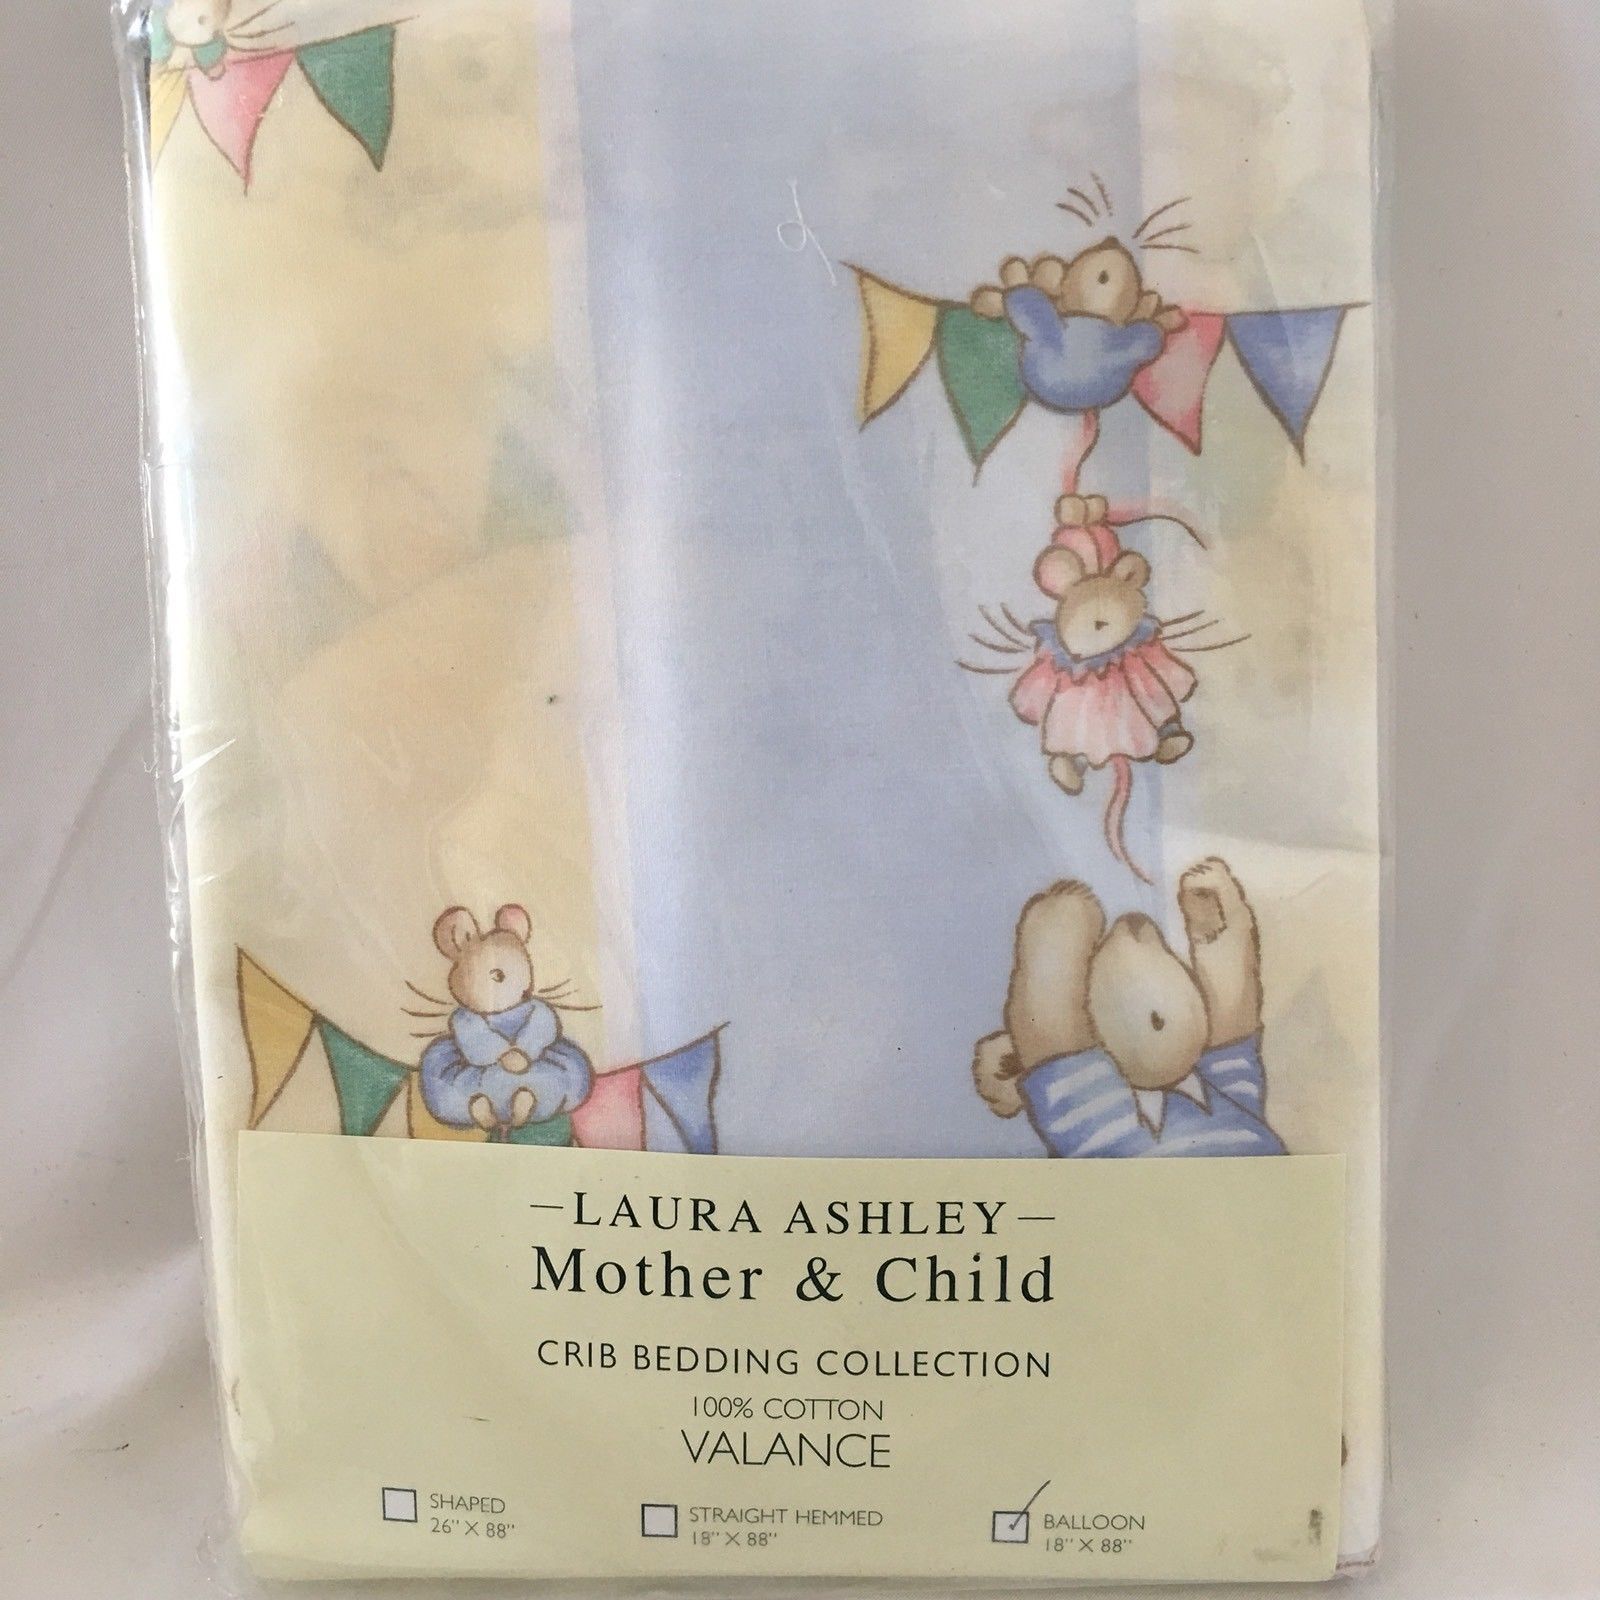 —LAURA ASHLEY—
Mother & Child
CRIB BEDDING COLLECTION
100% COTTON
VALANCE
SHAPED
26" X 88"
STRAIGHT HEMMED
18" X 88"
BALLOON
18" X 88"